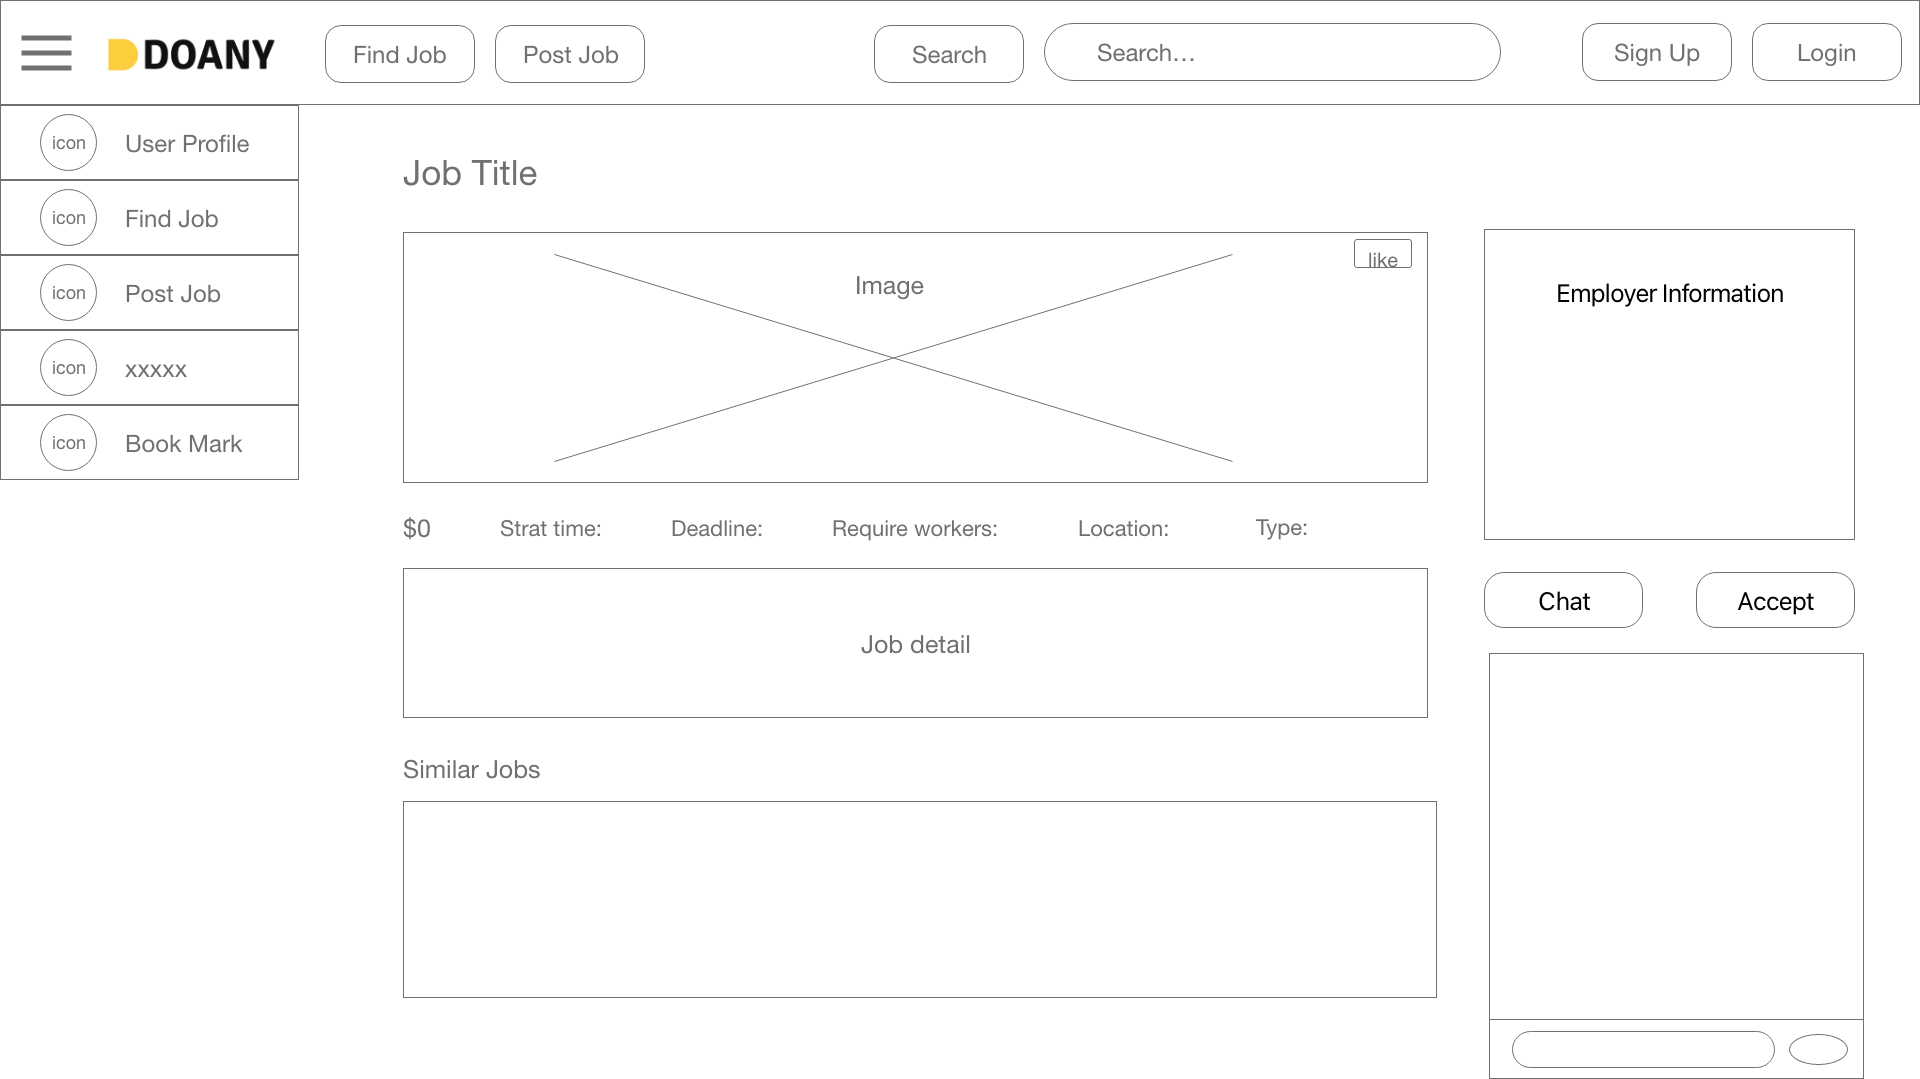 DOANY
Find Job
Post Job
Search
Search...
Sign Up
Login
icon User Profile
icon Find Job
icon Post Job
icon xxxxx
icon Book Mark
Job Title
Image
like
Employer Information
$0 Strat time: Deadline: Require workers: Location: Type:
Chat
Accept
Job detail
Similar Jobs